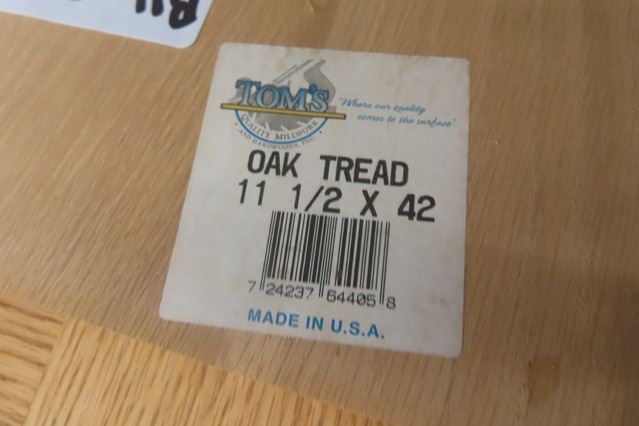 TOM'S
QUALITY MILLWORK
AND HARDWOODS, INC.
"Where our quality
comes to the surface"
OAK TREAD
11 1/2 X 42
7 24237 64405 8
MADE IN U.S.A.